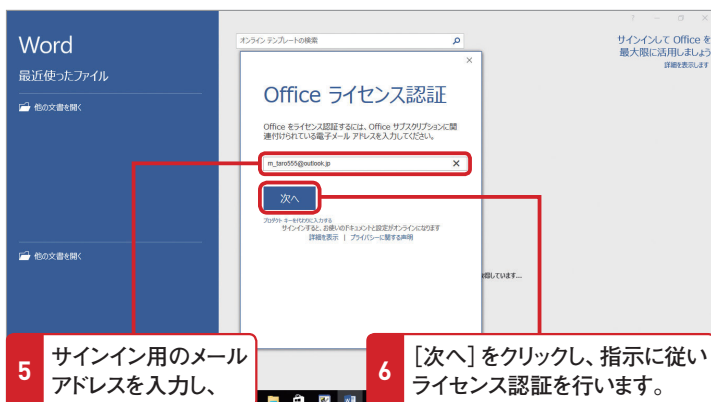 Word
最近使ったファイル
他の文書を開く
他の文書を開く
オンライン テンプレートの検索
サインインして Office を
最大限に活用しましょう
詳細を表示します
Office ライセンス認証
Office をライセンス認証するには、Office サブスクリプションに関
連付けられている電子メール アドレスを入力してください。
m_taro555@outlook.jp
次へ
プロダクト キーを代わりに入力する
サインインすると、お使いのドキュメントと設定がオンラインになります
詳細を表示 | プライバシーに関する声明
しています...
5 サインイン用のメール
アドレスを入力し、
6 [次へ] をクリックし、指示に従い
ライセンス認証を行います。